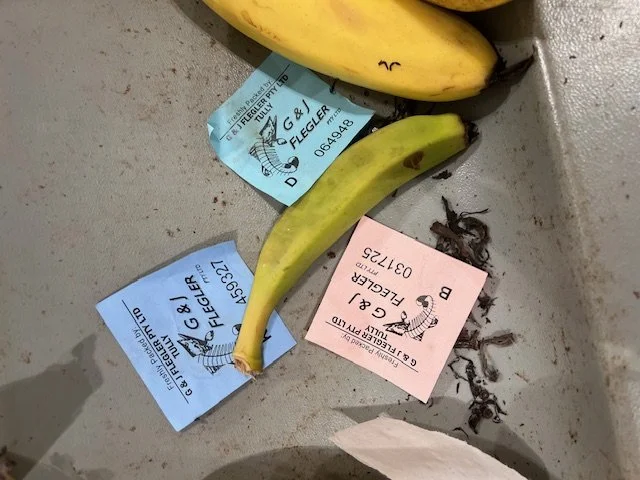 Freshly Packed by:
G & J FLEGLER PTY LTD
TULLY
G & J
FLEGLER
PTY LTD
D
064948
Freshly Packed by:
G & J FLEGLER PTY LTD
TULLY
G & J
FLEGLER
PTY LTD
459327
Freshly Packed by:
G & J FLEGLER PTY LTD
TULLY
G & J
FLEGLER
PTY LTD
B
031725